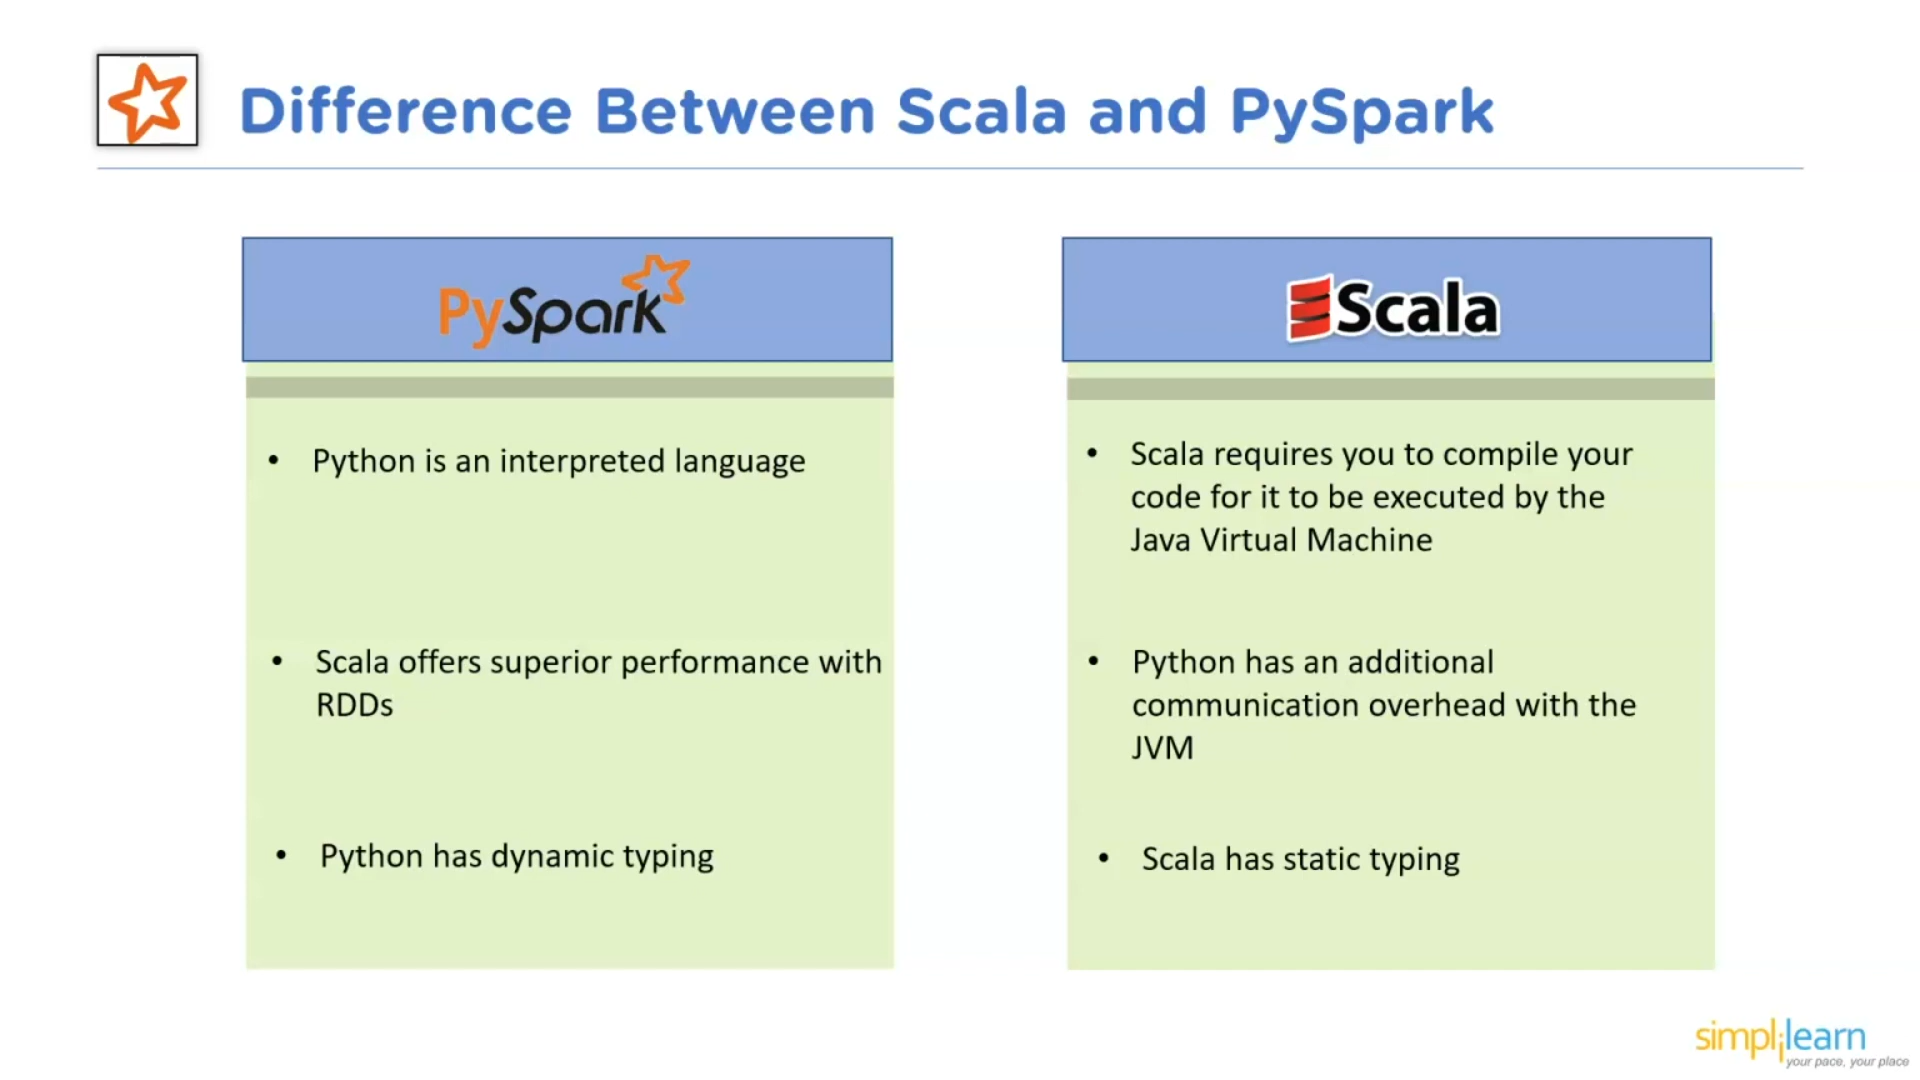 Difference Between Scala and PySpark
PySpark
• Python is an interpreted language
• Scala offers superior performance with
RDDs
• Python has dynamic typing
Scala
• Scala requires you to compile your
code for it to be executed by the
Java Virtual Machine
• Python has an additional
communication overhead with the
JVM
• Scala has static typing
simplilearn
your pace, your place